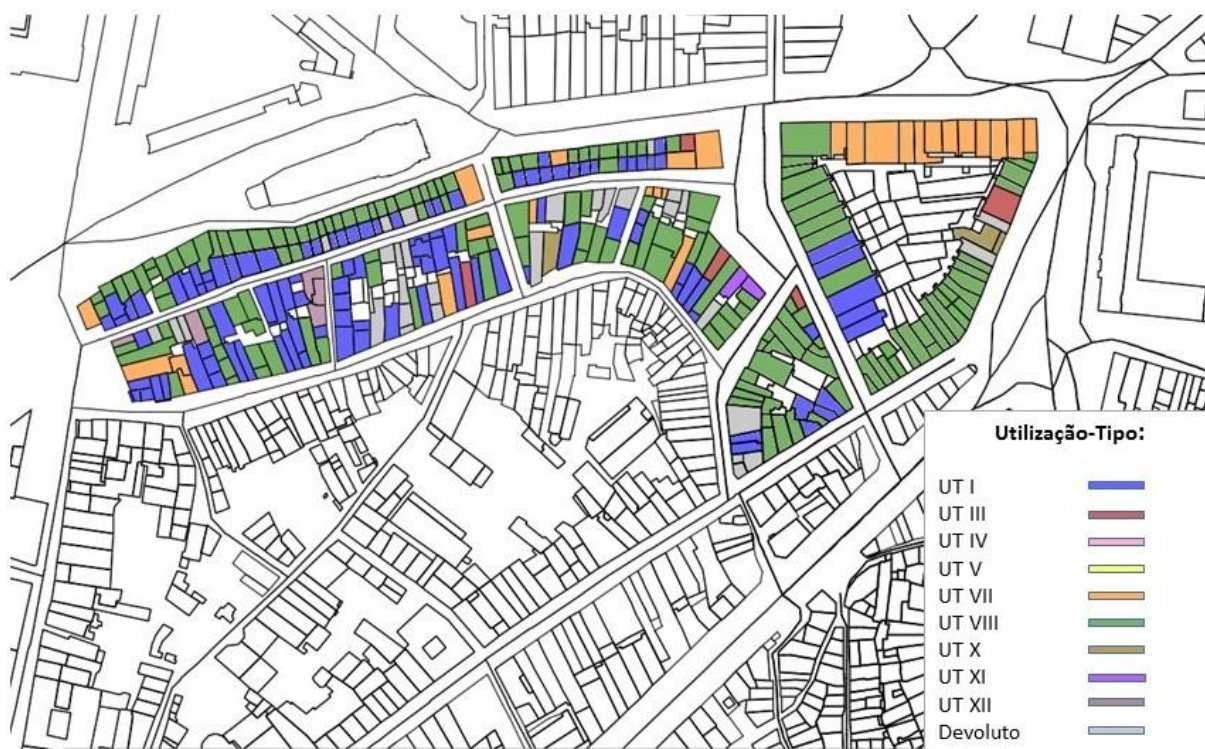 Utilização-Tipo:
UT I
UT III
UT IV
UT V
UT VII
UT VIII
UT X
UT XI
UT XII
Devoluto